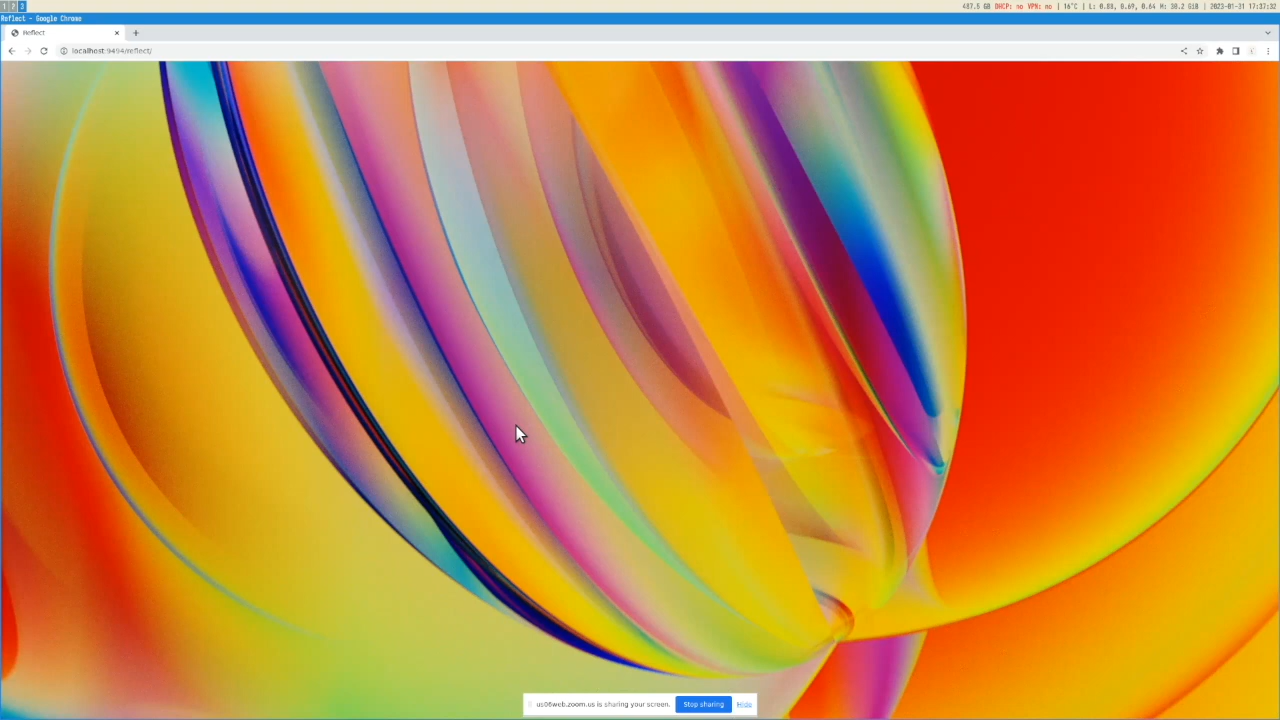 1 2 3
487.5 GB DHCP: no VPN: no | 16°C | L: 0.88, 0.69, 0.64 M: 38.2 GiB | 2023-01-31 17:37:32
Reflect - Google Chrome
Reflect
localhost:9494/reflect/
us06web.zoom.us is sharing your screen. Stop sharing Hide